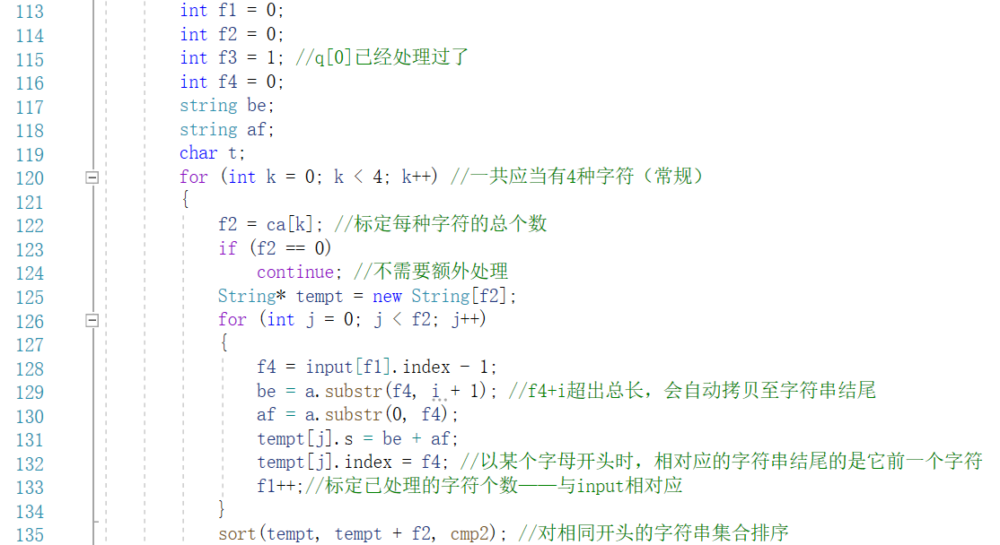 113 int f1 = 0;
114 int f2 = 0;
115 int f3 = 1; //q[0]已经处理过了
116 int f4 = 0;
117 string be;
118 string af;
119 char t;
120 for (int k = 0; k < 4; k++) //一共应当有4种字符（常规）
121 {
122 f2 = ca[k]; //标定每种字符的总个数
123 if (f2 == 0)
124 continue; //不需要额外处理
125 String* tempt = new String[f2];
126 for (int j = 0; j < f2; j++)
127 {
128 f4 = input[f1].index - 1;
129 be = a.substr(f4, i + 1); //f4+i超出总长，会自动拷贝至字符串结尾
130 af = a.substr(0, f4);
131 tempt[j].s = be + af;
132 tempt[j].index = f4; //以某个字母开头时，相对应的字符串结尾的是它前一个字符
133 f1++;//标定已处理的字符个数——与input相对应
134 }
135 sort(tempt, tempt + f2, cmp2); //对相同开头的字符串集合排序